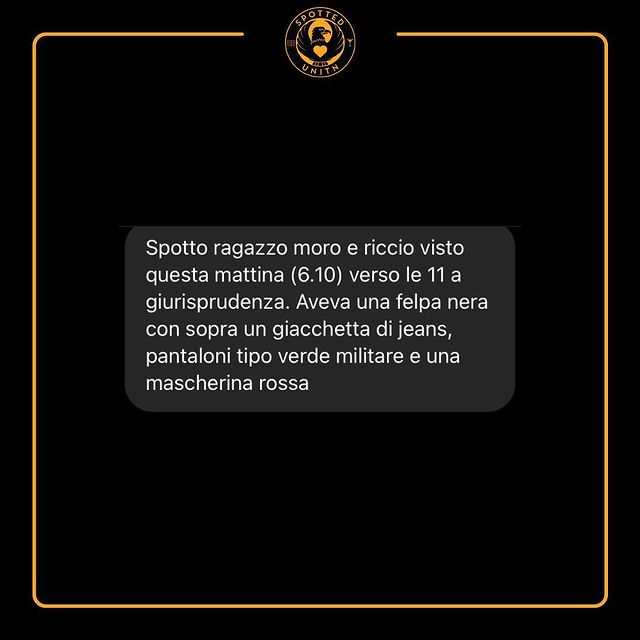 SPOTTED
UNITN
Spotto ragazzo moro e riccio visto
questa mattina (6.10) verso le 11 a
giurisprudenza. Aveva una felpa nera
con sopra un giacchetta di jeans,
pantaloni tipo verde militare e una
mascherina rossa